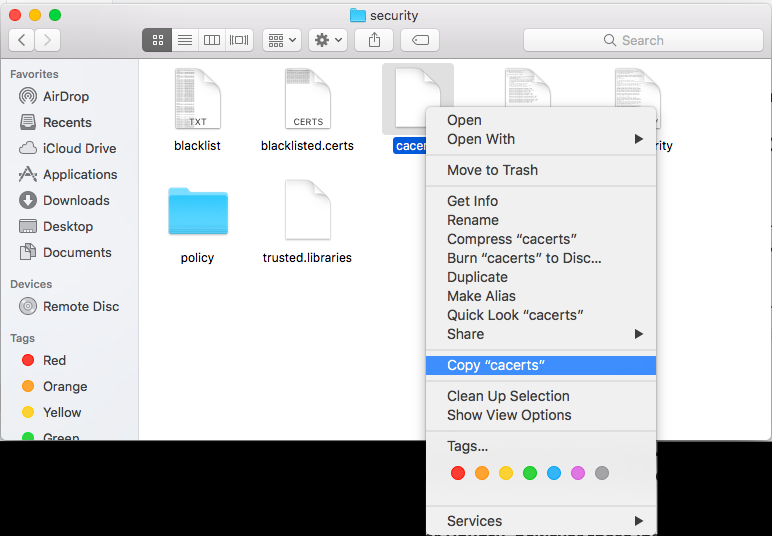 security
Search
Favorites
AirDrop
Recents
iCloud Drive
Applications
Downloads
Desktop
Documents
Devices
Remote Disc
Tags
Red
Orange
Yellow
Green
TXT
CERTS
blacklist
blacklisted.certs
policy
trusted.libraries
Open
Open With
Move to Trash
Get Info
Rename
Compress “cacerts”
Burn “cacerts” to Disc...
Duplicate
Make Alias
Quick Look “cacerts”
Share
Copy “cacerts”
Clean Up Selection
Show View Options
Tags...
Services